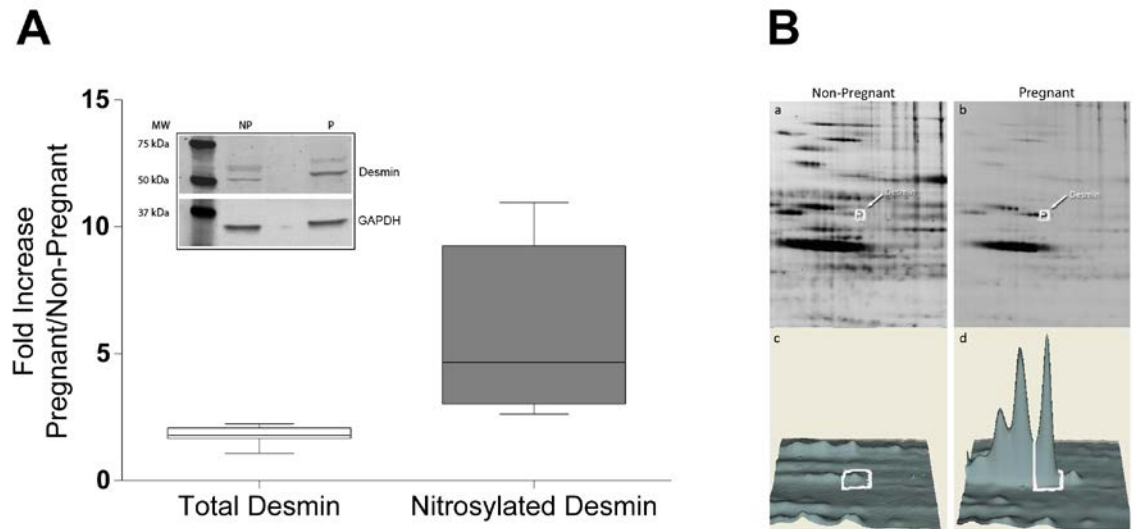 A
B
Fold Increase
Pregnant/Non-Pregnant
15
10
5
0
MW
NP
P
75 kDa
50 kDa
37 kDa
Desmin
GAPDH
Total Desmin
Nitrosylated Desmin
Non-Pregnant
Pregnant
a
Desmin
b
Desmin
c
d